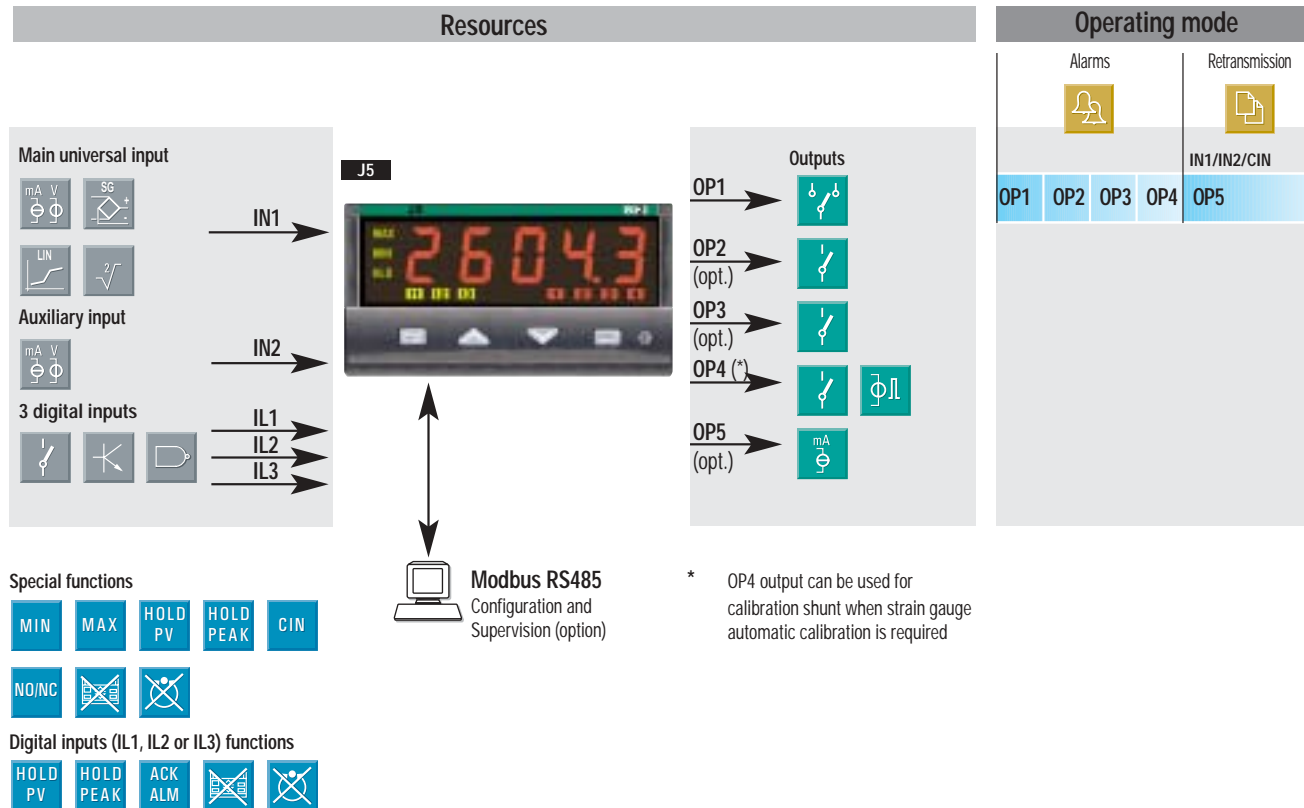 Resources
Operating mode
Alarms
Retransmission
Main universal input
mA V
SG
LIN
IN1
Auxiliary input
mA V
IN2
3 digital inputs
IL1
IL2
IL3
J5
MAX
2604.3
Outputs
OP1
OP2
(opt.)
OP3
(opt.)
OP4 (*)
OP5
(opt.)
mA
IN1/IN2/CIN
OP1 OP2 OP3 OP4 OP5
Modbus RS485
Configuration and
Supervision (option)
* OP4 output can be used for
calibration shunt when strain gauge
automatic calibration is required
Special functions
MIN
MAX
HOLD
PV
HOLD
PEAK
CIN
NO/NC
Digital inputs (IL1, IL2 or IL3) functions
HOLD
PV
HOLD
PEAK
ACK
ALM